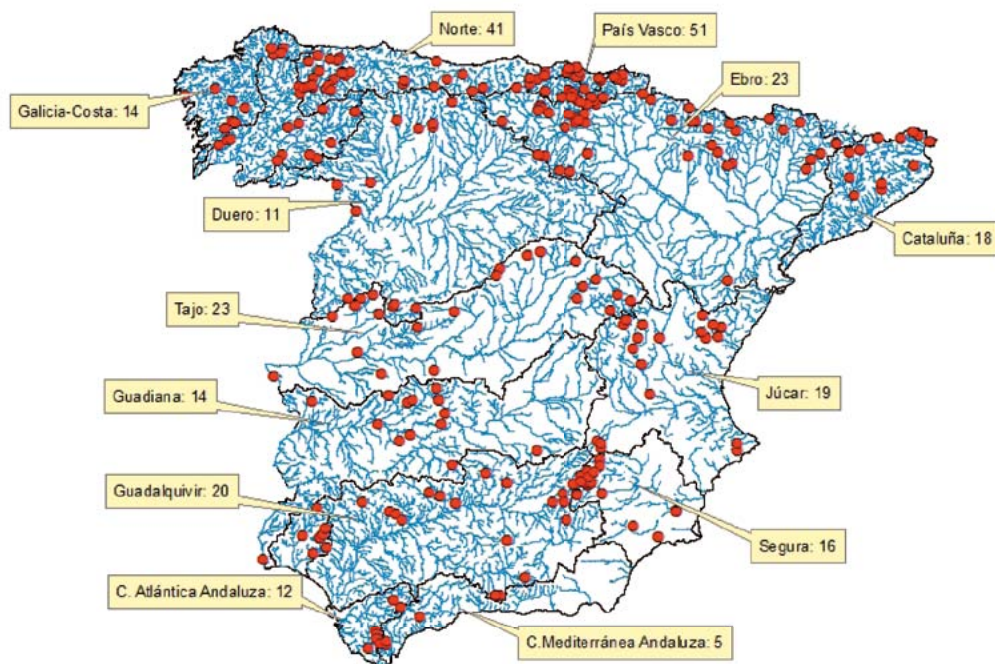 Norte: 41
País Vasco: 51
Ebro: 23
Galicia-Costa: 14
Duero: 11
Cataluña: 18
Tajo: 23
Guadiana: 14
Júcar: 19
Guadalquivir: 20
Segura: 16
C. Atlántica Andaluza: 12
C.Mediterránea Andaluza: 5